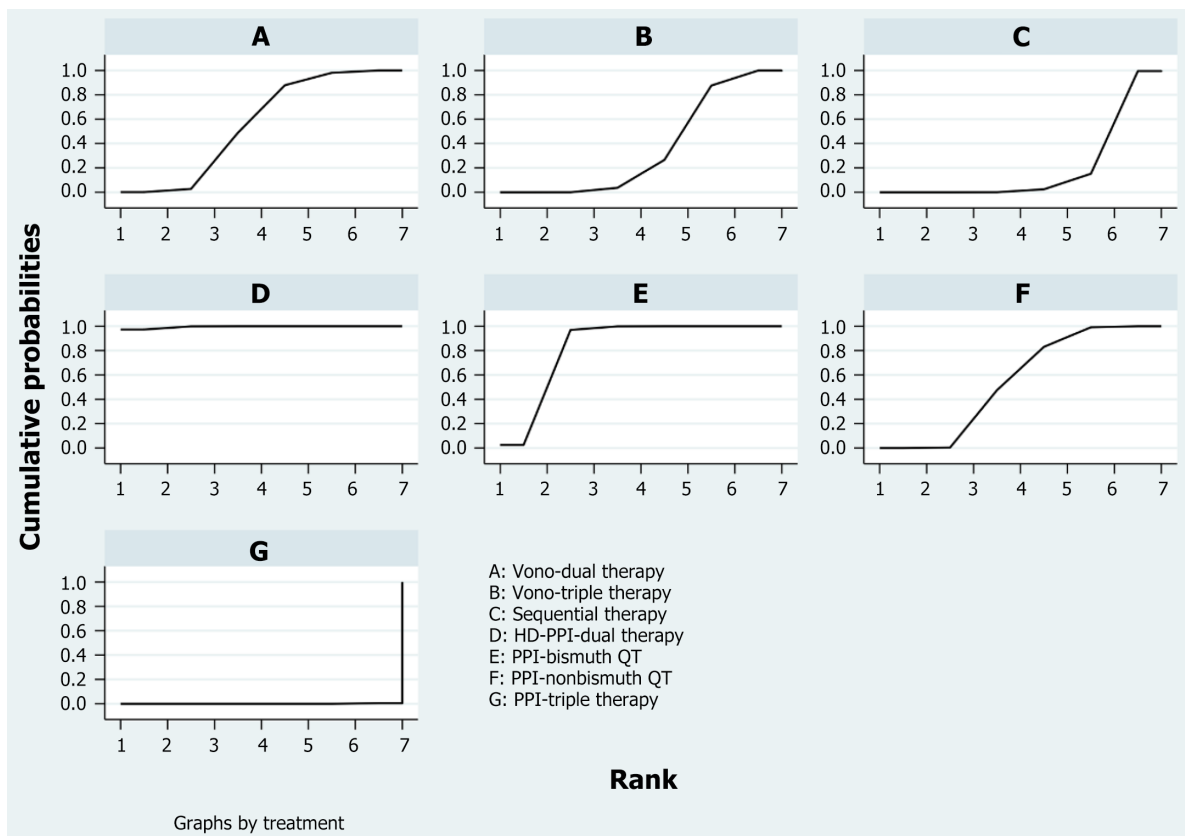 A
B
C
1.0
0.8
0.6
0.4
0.2
0.0
1 2 3 4 5 6 7
1.0
0.8
0.6
0.4
0.2
0.0
1 2 3 4 5 6 7
1.0
0.8
0.6
0.4
0.2
0.0
1 2 3 4 5 6 7
Cumulative probabilities
D
E
F
1.0
0.8
0.6
0.4
0.2
0.0
1 2 3 4 5 6 7
1.0
0.8
0.6
0.4
0.2
0.0
1 2 3 4 5 6 7
1.0
0.8
0.6
0.4
0.2
0.0
1 2 3 4 5 6 7
G
1.0
0.8
0.6
0.4
0.2
0.0
1 2 3 4 5 6 7
A: Vono-dual therapy
B: Vono-triple therapy
C: Sequential therapy
D: HD-PPI-dual therapy
E: PPI-bismuth QT
F: PPI-nonbismuth QT
G: PPI-triple therapy
Rank
Graphs by treatment